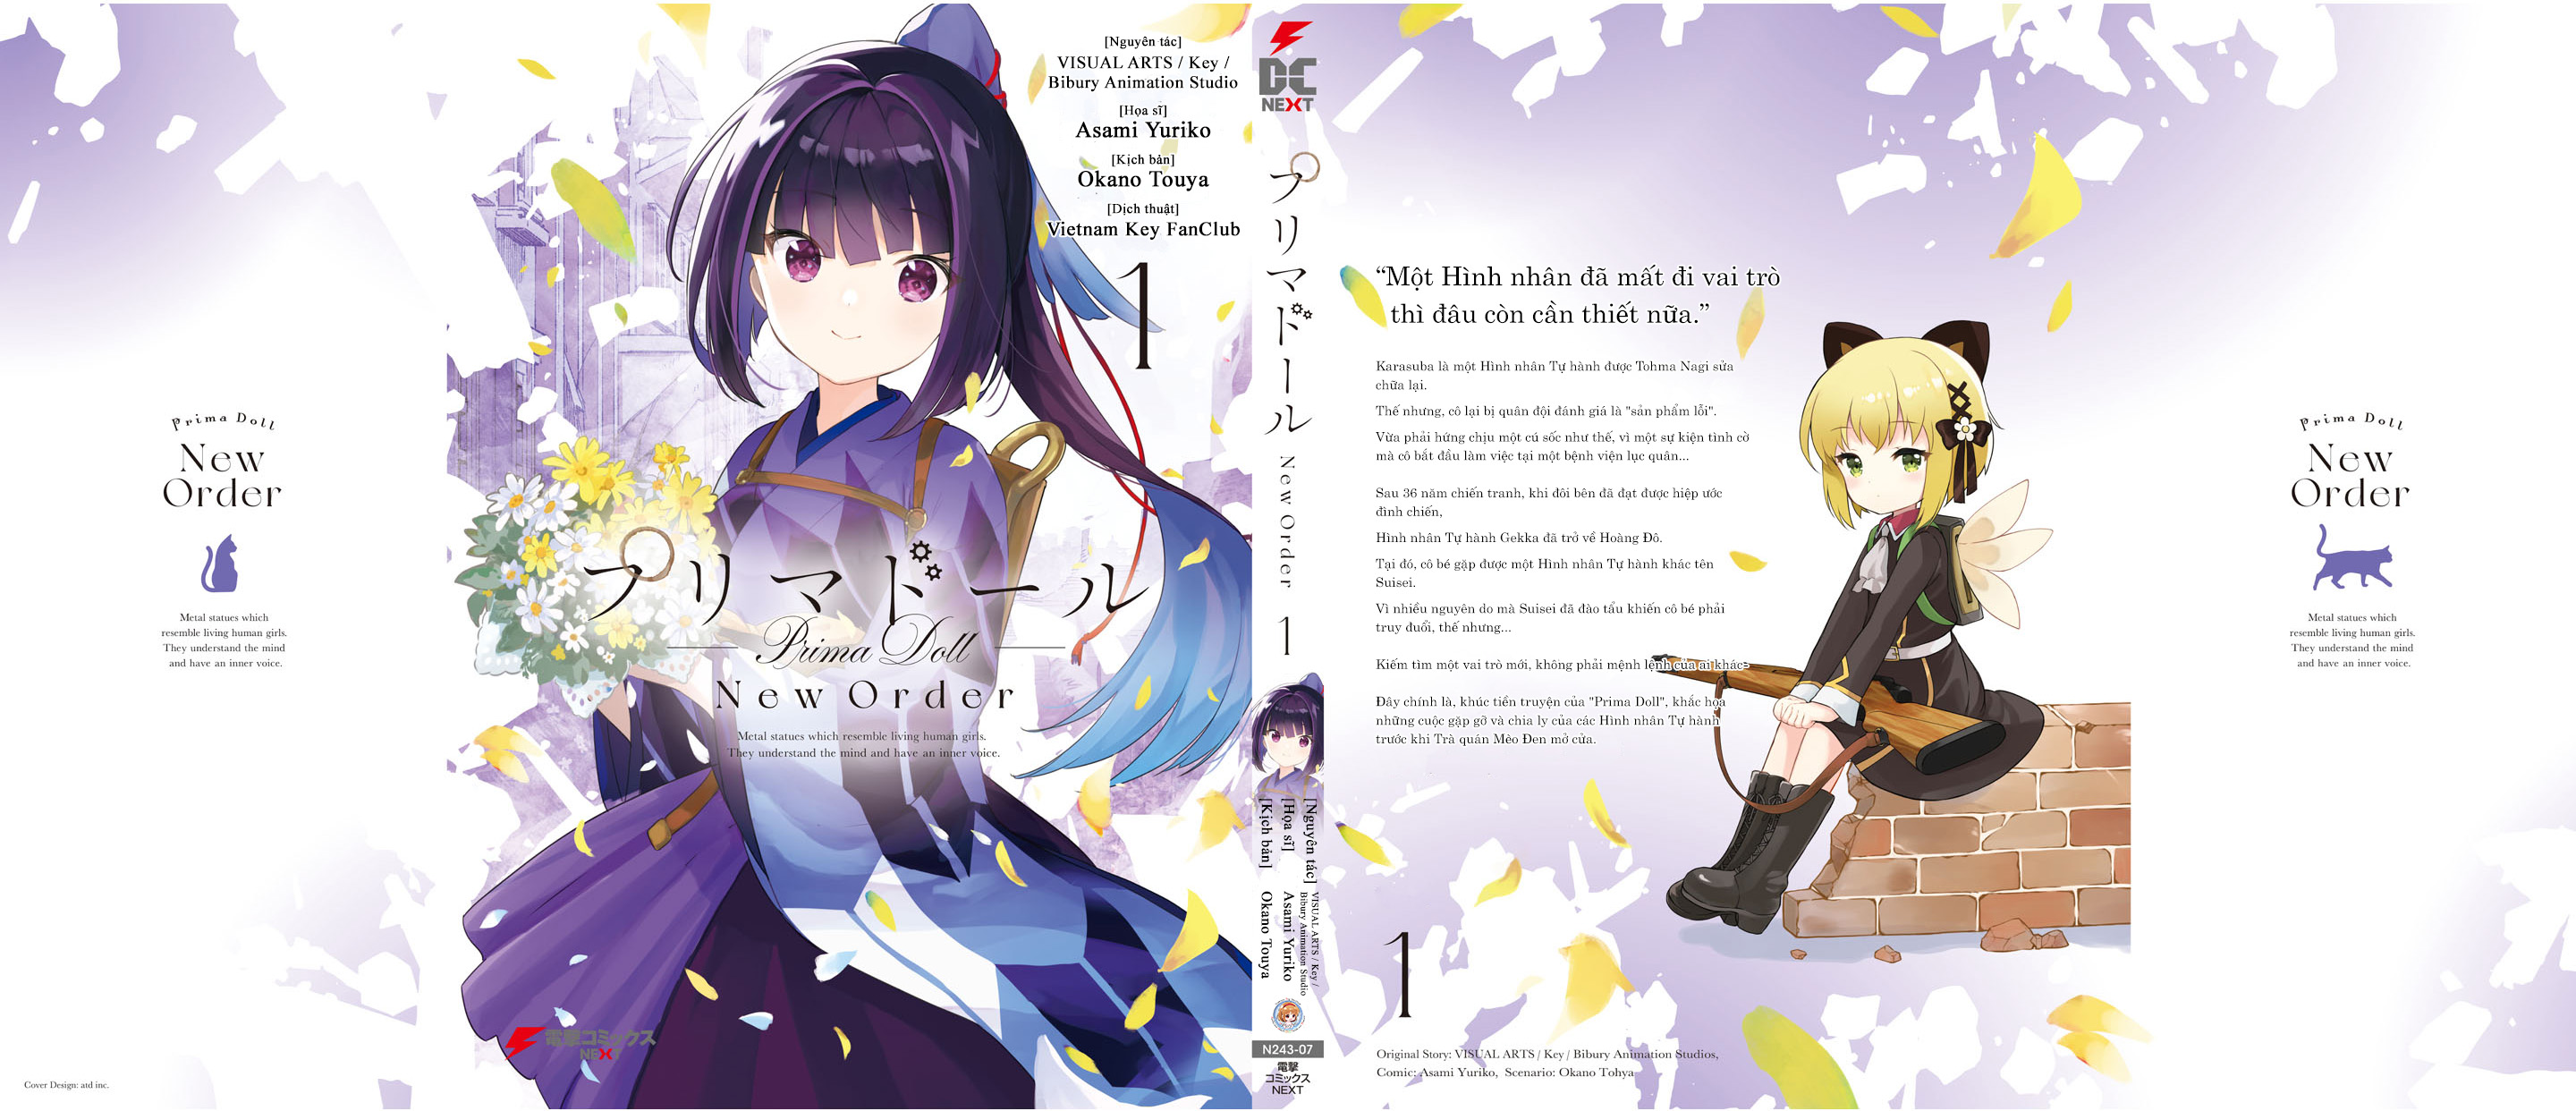 Prima Doll
New
Order
Metal statues which
resemble living human girls.
They understand the mind
and have an inner voice.
Cover Design: atd inc.
[Nguyên tác]
VISUAL ARTS / Key /
Bibury Animation Studio
[Họa sĩ]
Asami Yuriko
[Kịch bản]
Okano Touya
[Dịch thuật]
Vietnam Key FanClub
1
プリマドール
Prima Doll
New Order
Metal statues which resemble living human girls.
They understand the mind and have an inner voice.
電撃コミックス
NEXT
DC
NEXT
プリマドール
New Order
1
[Nguyên tác] VISUAL ARTS / Key /
Bibury Animation Studio
[Họa sĩ] Asami Yuriko
[Kịch bản] Okano Touya
N243-07
電撃
コミックス
NEXT
“Một Hình nhân đã mất đi vai trò
thì đâu còn cần thiết nữa.”
Karasuba là một Hình nhân Tự hành được Tohma Nagi sửa
chữa lại.
Thế nhưng, cô lại bị quân đội đánh giá là "sản phẩm lỗi".
Vừa phải hứng chịu một cú sốc như thế, vì một sự kiện tình cờ
mà cô bắt đầu làm việc tại một bệnh viện lục quân...
Sau 36 năm chiến tranh, khi đôi bên đã đạt được hiệp ước
đình chiến,
Hình nhân Tự hành Gekka đã trở về Hoàng Đô.
Tại đó, cô bé gặp được một Hình nhân Tự hành khác tên
Suisei.
Vì nhiều nguyên do mà Suisei đã đào tẩu khiến cô bé phải
truy đuổi, thế nhưng...
Kiếm tìm một vai trò mới, không phải mệnh lệnh của ai khác-
Đây chính là, khúc tiền truyện của "Prima Doll", khắc họa
những cuộc gặp gỡ và chia ly của các Hình nhân Tự hành
trước khi Trà quán Mèo Đen mở cửa.
1
Original Story: VISUAL ARTS / Key / Bibury Animation Studios,
Comic: Asami Yuriko, Scenario: Okano Tohya
Prima Doll
New
Order
Metal statues which
resemble living human girls.
They understand the mind
and have an inner voice.